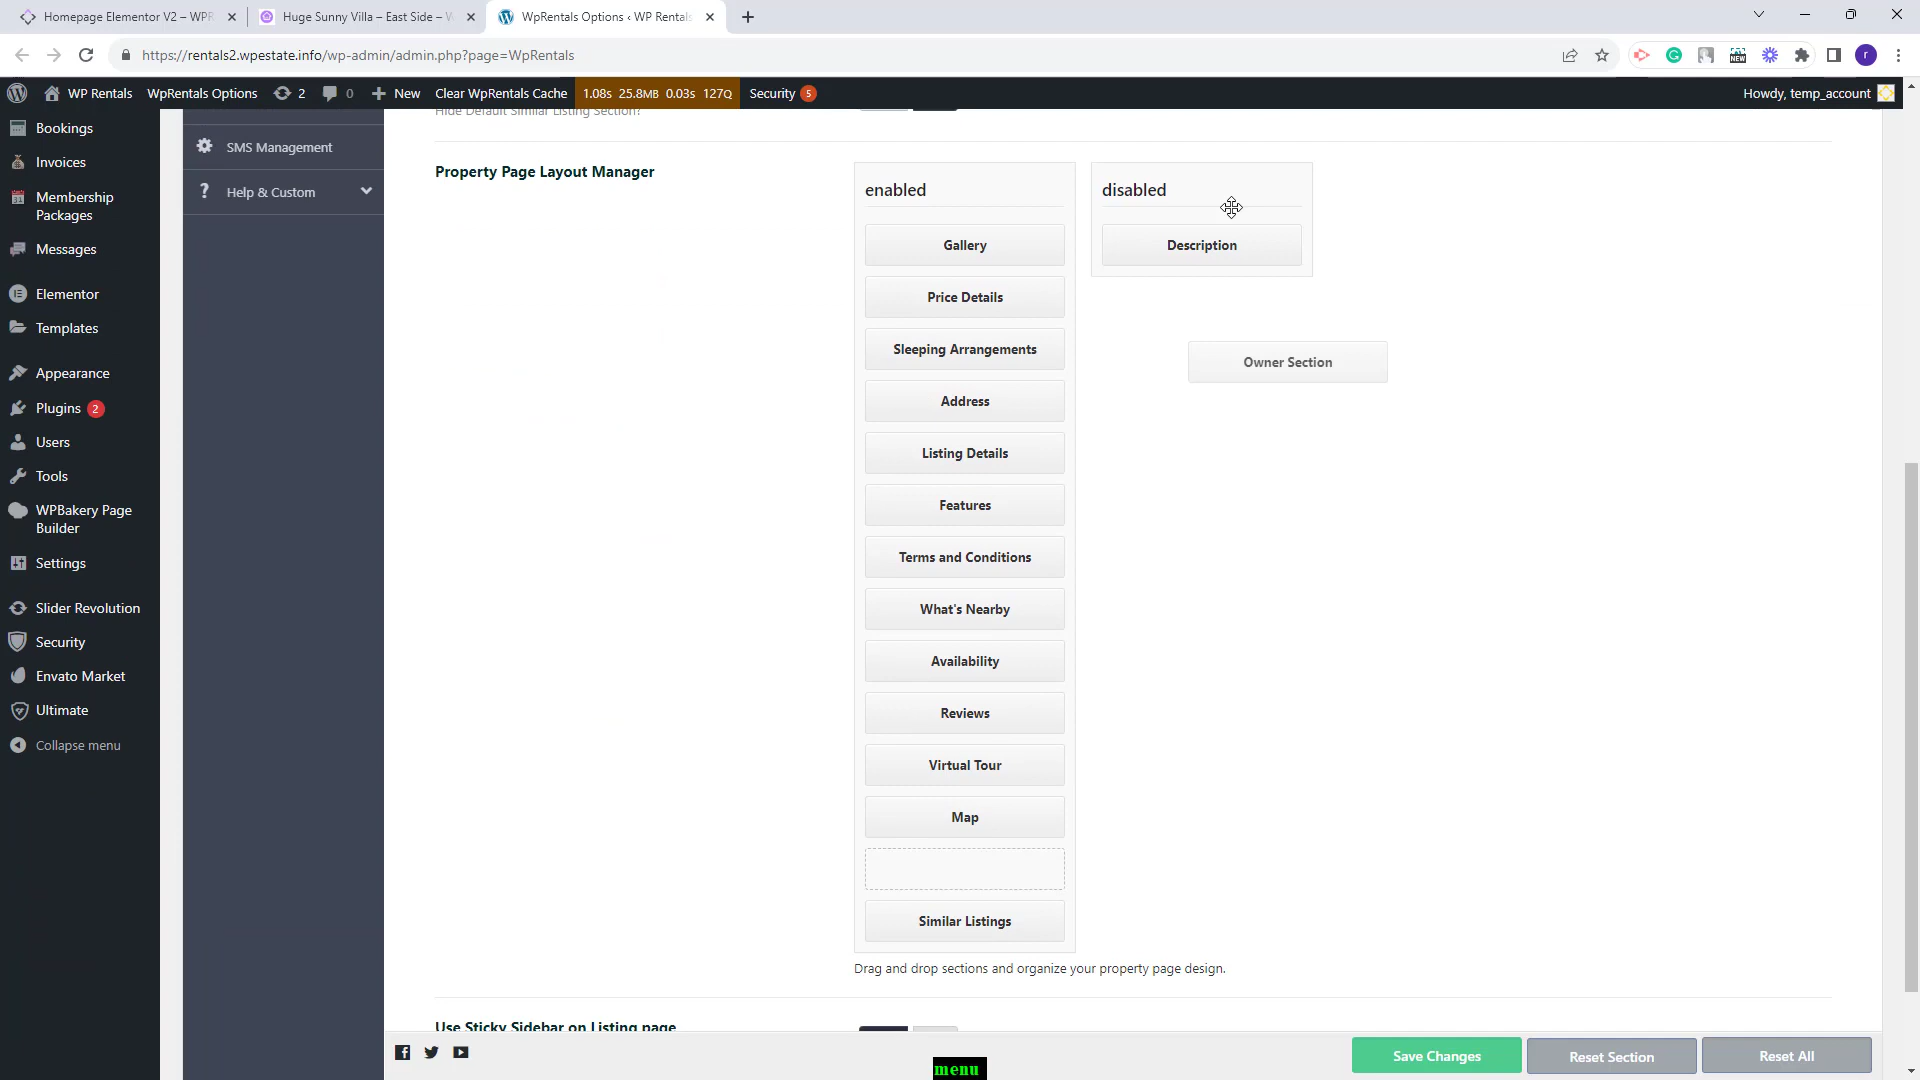 Homepage Elementor V2 – WPR
Huge Sunny Villa – East Side – W
WpRentals Options ‹ WP Rentals
https://rentals2.wpestate.info/wp-admin/admin.php?page=WpRentals
WP Rentals
WpRentals Options
2
0
New
Clear WpRentals Cache
1.08s 25.8MB 0.03s 127Q
Security 5
Howdy, temp_account
Bookings
Invoices
Membership
Packages
Messages
Elementor
Templates
Appearance
Plugins 2
Users
Tools
WPBakery Page
Builder
Settings
Slider Revolution
Security
Envato Market
Ultimate
Collapse menu
SMS Management
Help & Custom
Hide Default Similar Listing Section?
Property Page Layout Manager
enabled
Gallery
Price Details
Sleeping Arrangements
Address
Listing Details
Features
Terms and Conditions
What's Nearby
Availability
Reviews
Virtual Tour
Map
Similar Listings
disabled
Description
Owner Section
Drag and drop sections and organize your property page design.
Use Sticky Sidebar on Listing page
Save Changes
Reset Section
Reset All
menu